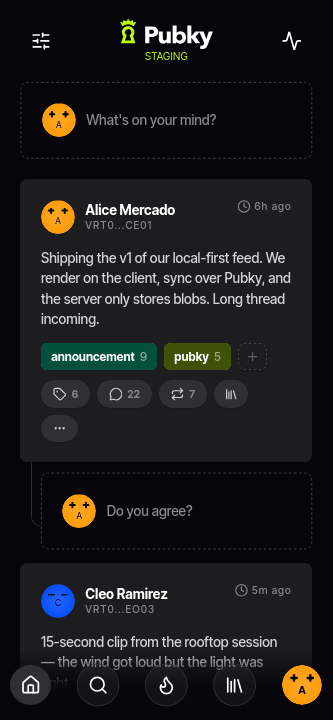 Pubky
STAGING
A
What's on your mind?
A
Alice Mercado
6h ago
VRT0...CE01
Shipping the v1 of our local-first feed. We
render on the client, sync over Pubky, and
the server only stores blobs. Long thread
incoming.
announcement 9
pubky 5
+
6
22
7
A
Do you agree?
C
Cleo Ramirez
5m ago
VRT0...EO03
15-second clip from the rooftop session
— the wind got loud but the light was
right.
A